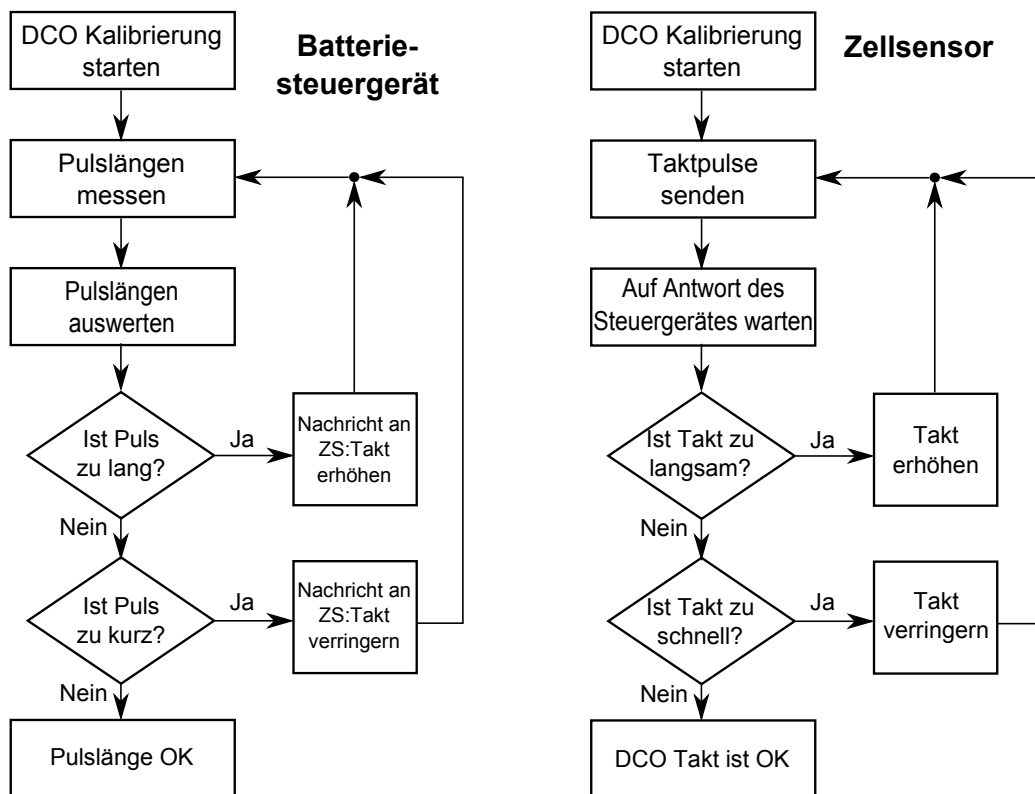 DCO Kalibrierung
starten
Batterie-
steuergerät
Pulslängen
messen
Pulslängen
auswerten
Ist Puls
zu lang?
Ja
Nachricht an
ZS:Takt
erhöhen
Nein
Ist Puls
zu kurz?
Ja
Nachricht an
ZS:Takt
verringern
Nein
Pulslänge OK
DCO Kalibrierung
starten
Zellsensor
Taktpulse
senden
Auf Antwort des
Steuergerätes warten
Ist Takt zu
langsam?
Ja
Takt
erhöhen
Nein
Ist Takt zu
schnell?
Ja
Takt
verringern
Nein
DCO Takt ist OK